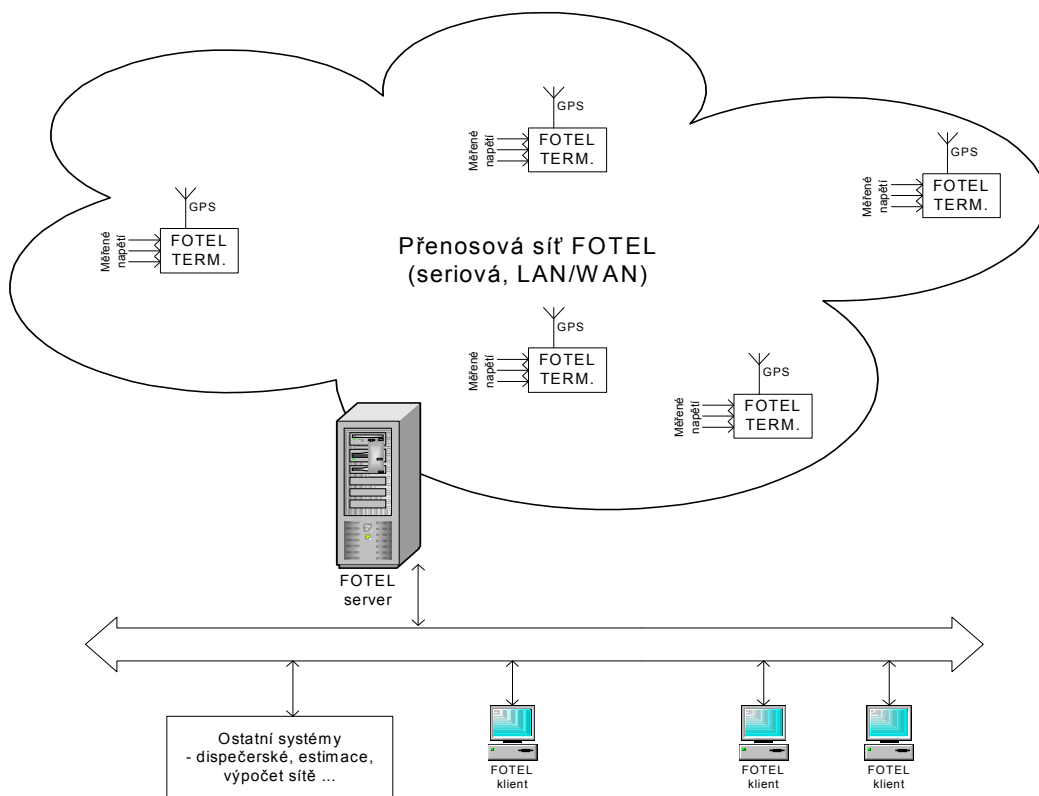 GPS
Měřené
napětí
FOTEL
TERM.
GPS
Měřené
napětí
FOTEL
TERM.
GPS
Měřené
napětí
FOTEL
TERM.
Přenosová síť FOTEL
(seriová, LAN/WAN)
GPS
Měřené
napětí
FOTEL
TERM.
GPS
Měřené
napětí
FOTEL
TERM.
FOTEL
server
Ostatní systémy
- dispečerské, estimace,
výpočet sítě ...
FOTEL
klient
FOTEL
klient
FOTEL
klient